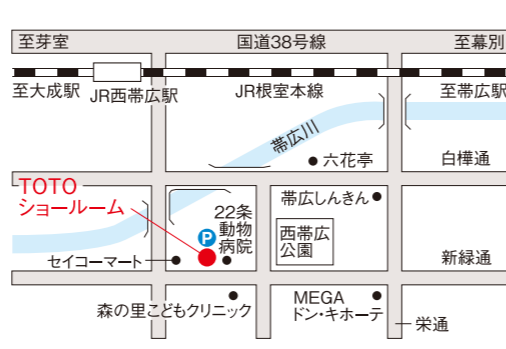 至芽室
国道38号線
至幕別
至大成駅
JR西帯広駅
JR根室本線
至帯広駅
帯広川
六花亭
白樺通
TOTO
ショールーム
帯広しんきん
22条
動物
病院
P
西帯広
公園
セイコーマート
新緑通
森の里こどもクリニック
MEGA
ドン・キホーテ
栄通